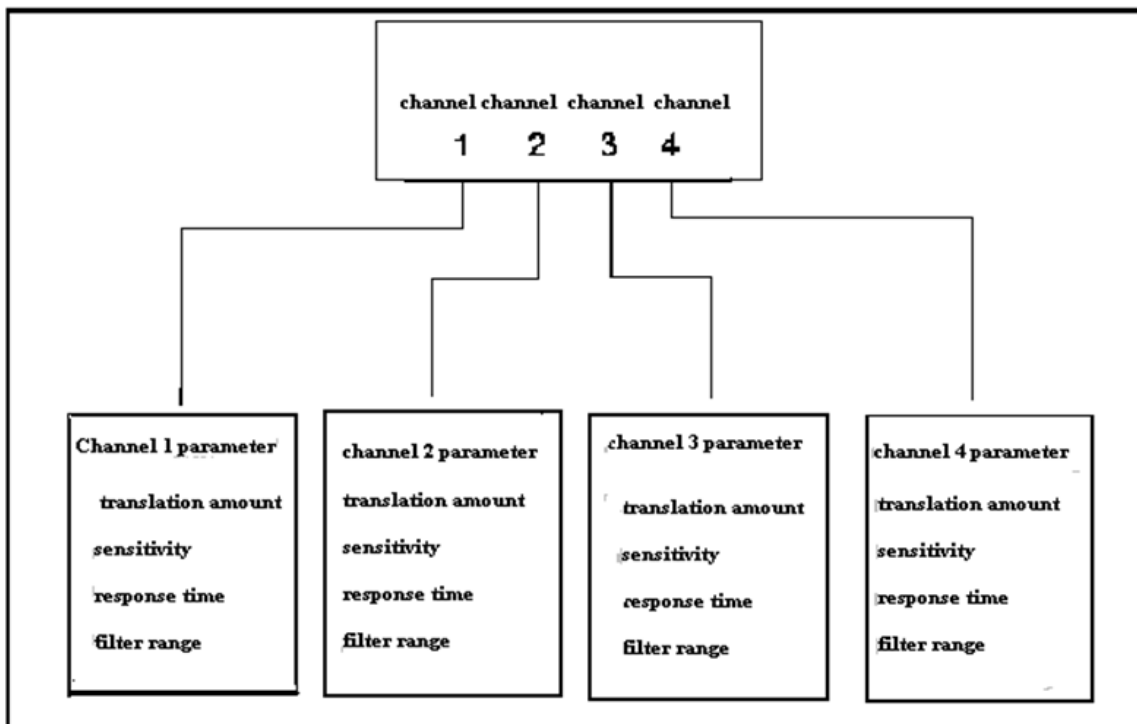 channel channel channel channel
1 2 3 4
Channel 1 parameter
translation amount
sensitivity
response time
filter range
channel 2 parameter
translation amount
sensitivity
response time
filter range
channel 3 parameter
translation amount
sensitivity
response time
filter range
channel 4 parameter
translation amount
sensitivity
response time
filter range